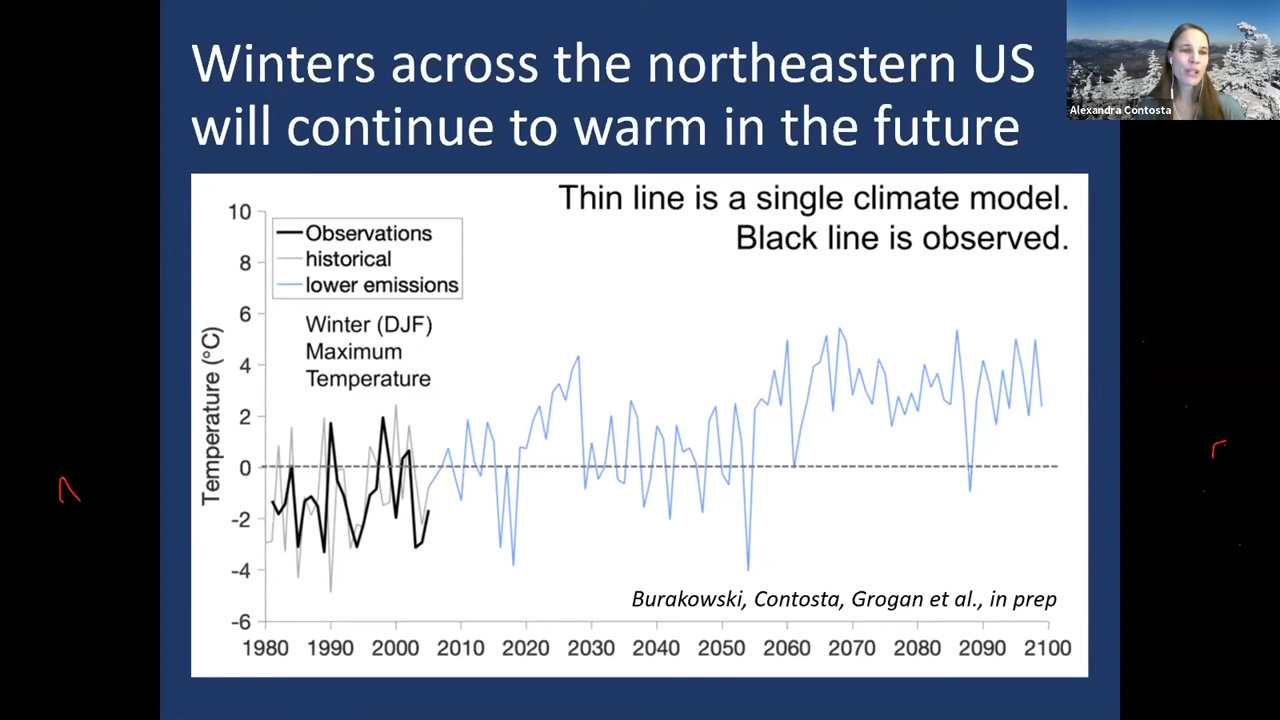 Winters across the northeastern US
will continue to warm in the future
Alexandra Contosta
Thin line is a single climate model.
Black line is observed.
Observations
historical
lower emissions
Winter (DJF)
Maximum
Temperature
Temperature (°C)
10
8
6
4
2
0
-2
-4
-6
Burakowski, Contosta, Grogan et al., in prep
1980 1990 2000 2010 2020 2030 2040 2050 2060 2070 2080 2090 2100